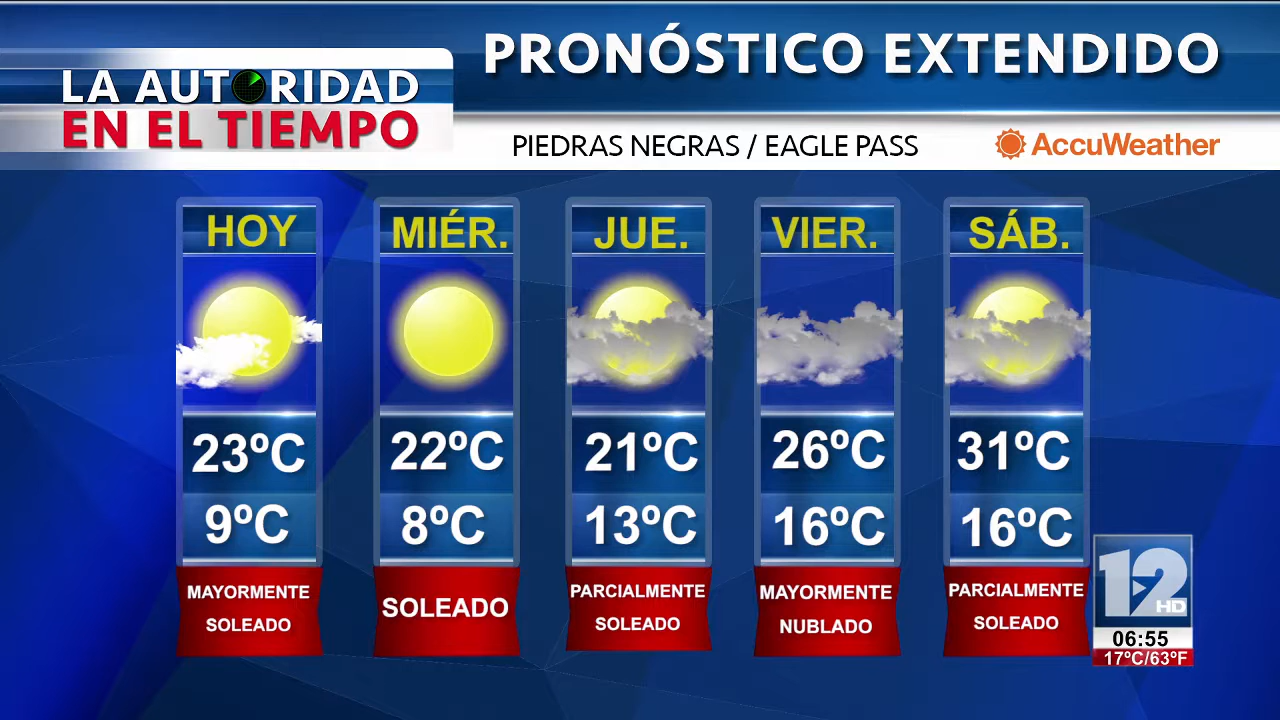 LA AUTORIDAD
EN EL TIEMPO
PRONÓSTICO EXTENDIDO
PIEDRAS NEGRAS / EAGLE PASS
AccuWeather
HOY
23ºC
9ºC
MAYORMENTE
SOLEADO
MIÉR.
22ºC
8ºC
SOLEADO
JUE.
21ºC
13ºC
PARCIALMENTE
SOLEADO
VIER.
26ºC
16ºC
MAYORMENTE
NUBLADO
SÁB.
31ºC
16ºC
PARCIALMENTE
SOLEADO
12
HD
06:55
17ºC/63ºF